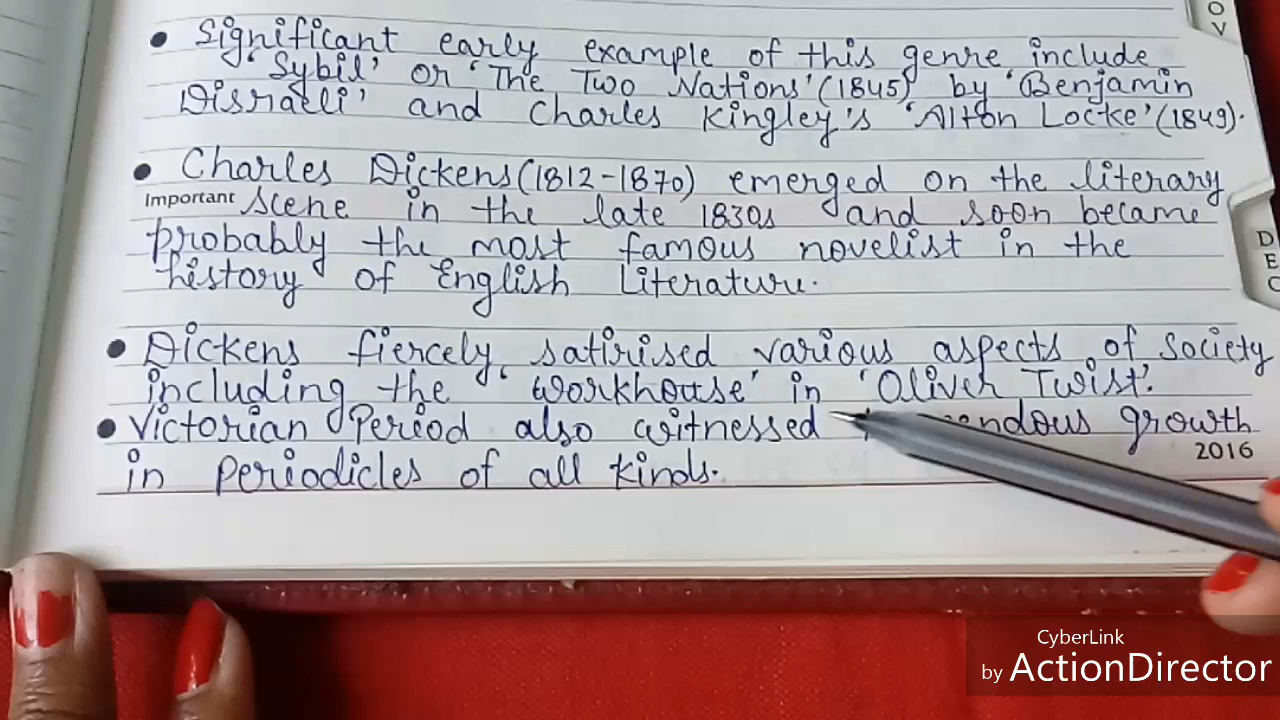 • Significant early example of this genre include
'Sybil' or 'The Two Nations' (1845) by 'Benjamin
Disraeli' and Charles Kingley's 'Alton Locke' (1849).
• Charles Dickens (1812-1870) emerged on the literary
Important scene in the late 1830s and soon became
probably the most famous novelist in the
history of English Literature.
• Dickens fiercely satirised various aspects of Society
including the 'Workhouse' in 'Oliver Twist'.
• Victorian Period also witnessed growth
2016
in periodicles of all kinds.
O
V
D
E
C
CyberLink
by ActionDirector